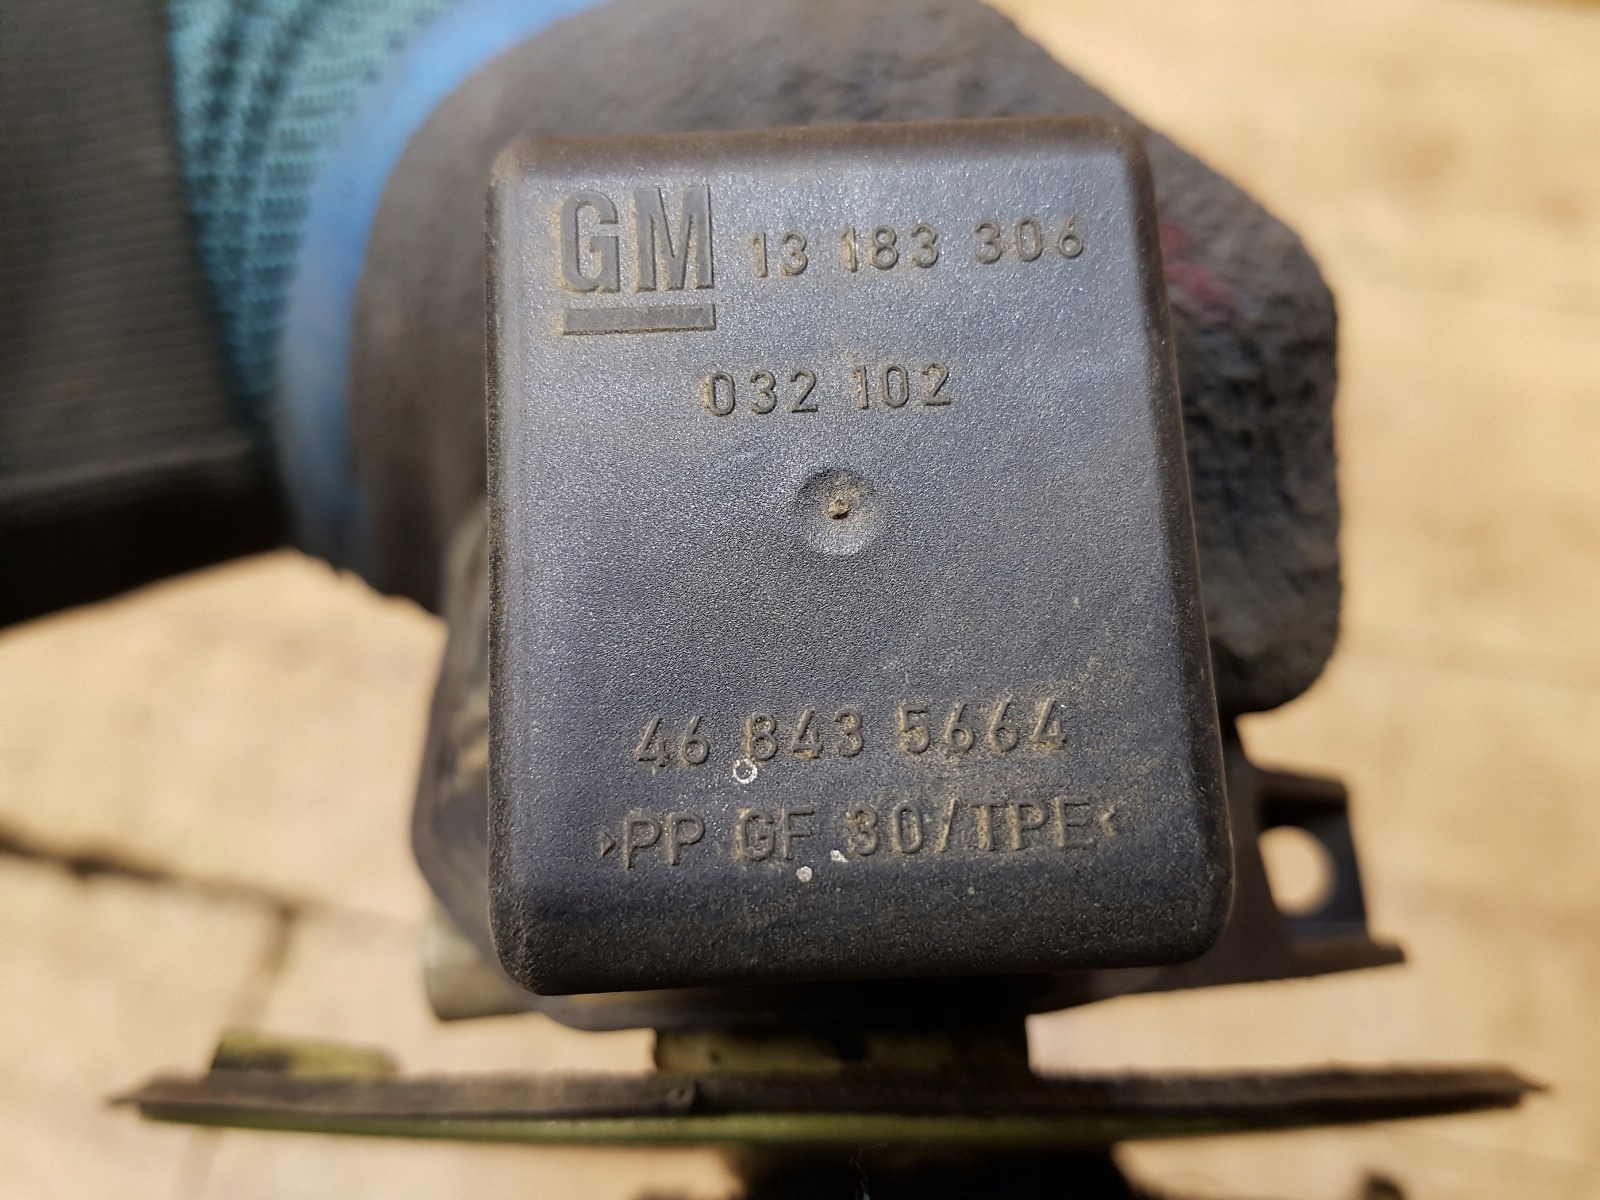 GM 13 183 306
032 102
46 843 5664
>PP GF 30/TPE<